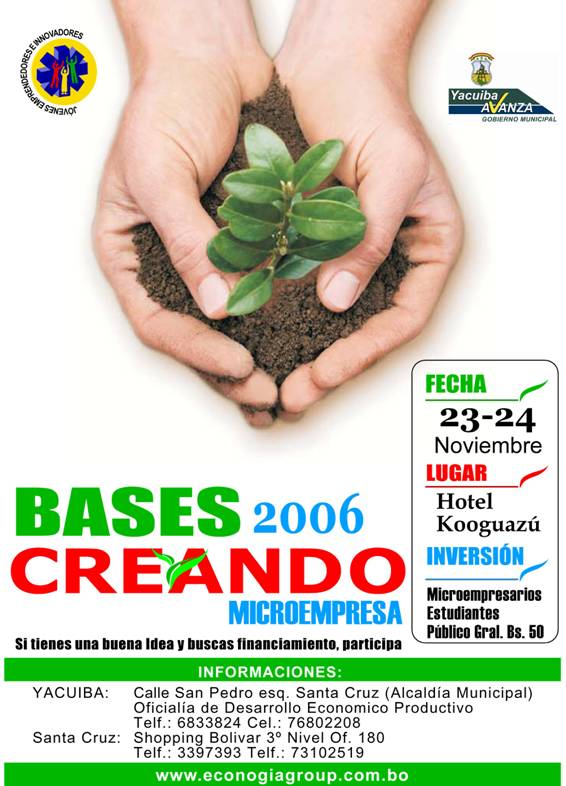 JÓVENES EMPRENDEDORES E INNOVADORES
Yacuiba
AVANZA
GOBIERNO MUNICIPAL
FECHA
23-24
Noviembre
LUGAR
Hotel
Kooguazú
INVERSIÓN
Microempresarios
Estudiantes
Público Gral. Bs. 50
BASES 2006
CREANDO
MICROEMPRESA
Si tienes una buena Idea y buscas financiamiento, participa
INFORMACIONES:
YACUIBA: Calle San Pedro esq. Santa Cruz (Alcaldía Municipal)
Oficialía de Desarrollo Economico Productivo
Telf.: 6833824 Cel.: 76802208
Santa Cruz: Shopping Bolivar 3º Nivel Of. 180
Telf.: 3397393 Telf.: 73102519
www.econogiagroup.com.bo